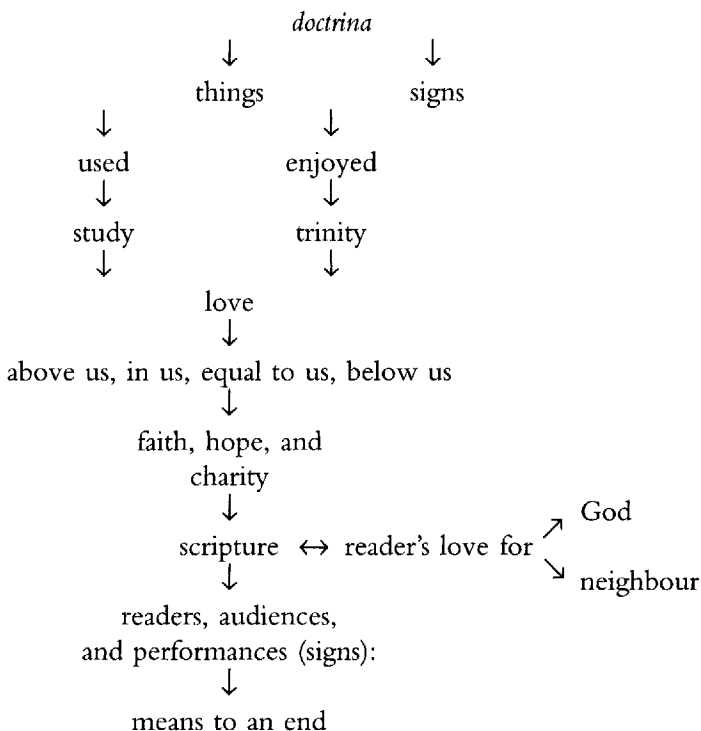 doctrina
↓ ↓
things signs
↓ ↓
used enjoyed
↓ ↓
study trinity
↓ ↓
love
↓
above us, in us, equal to us, below us
↓
faith, hope, and
charity
↓
scripture ↔ reader's love for ↗ God
↘ neighbour
↓
readers, audiences,
and performances (signs):
↓
means to an end